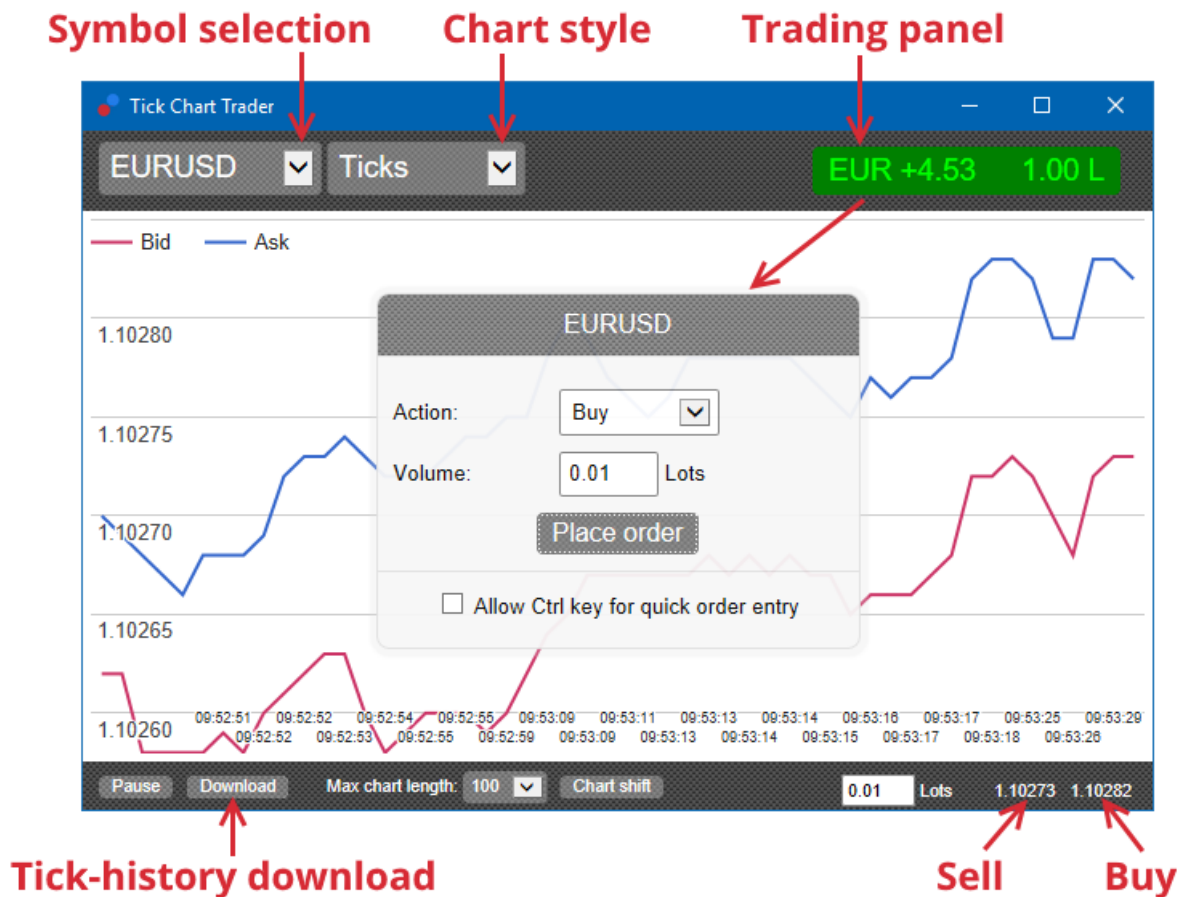 Symbol selection Chart style Trading panel
Tick Chart Trader
EURUSD Ticks EUR +4.53 1.00 L
Bid Ask
EURUSD
1.10280
Action: Buy
1.10275
Volume: 0.01 Lots
1.10270
Place order
Allow Ctrl key for quick order entry
1.10265
09:52:51 09:52:52 09:52:54 09:52:55 09:53:09 09:53:11 09:53:13 09:53:14 09:53:16 09:53:17 09:53:25 09:53:29
1.10260
09:52:52 09:52:53 09:52:55 09:52:59 09:53:09 09:53:13 09:53:14 09:53:15 09:53:17 09:53:18 09:53:26
Pause Download Max chart length: 100 Chart shift 0.01 Lots 1.10273 1.10282
Tick-history download Sell Buy